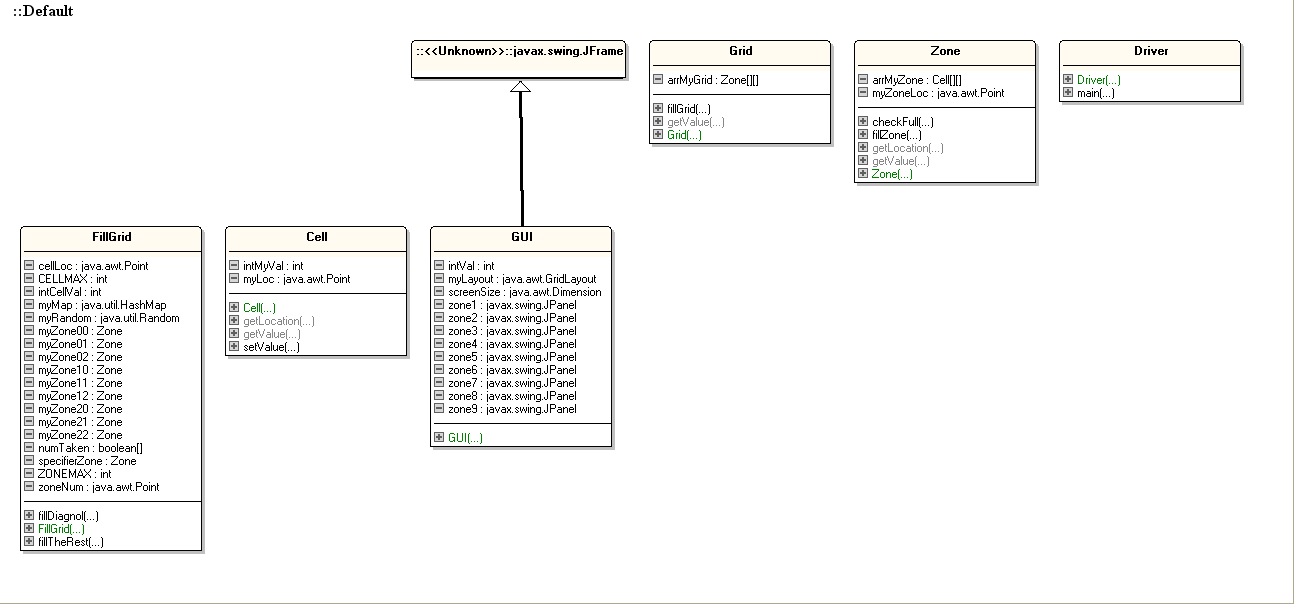 ::Default
::<<Unknown>>::javax.swing.JFrame
Grid
arrMyGrid : Zone[][]
fillGrid(...)
getValue(...)
Grid(...)
Zone
arrMyZone : Cell[][]
myZoneLoc : java.awt.Point
checkFull(...)
fillZone(...)
getLocation(...)
getValue(...)
Zone(...)
Driver
Driver(...)
main(...)
FillGrid
cellLoc : java.awt.Point
CELLMAX : int
intCellVal : int
myMap : java.util.HashMap
myRandom : java.util.Random
myZone00 : Zone
myZone01 : Zone
myZone02 : Zone
myZone10 : Zone
myZone11 : Zone
myZone12 : Zone
myZone20 : Zone
myZone21 : Zone
myZone22 : Zone
numTaken : boolean[]
specifierZone : Zone
ZONEMAX : int
zoneNum : java.awt.Point
fillDiagnol(...)
FillGrid(...)
fillTheRest(...)
Cell
intMyVal : int
myLoc : java.awt.Point
Cell(...)
getLocation(...)
getValue(...)
setValue(...)
GUI
intVal : int
myLayout : java.awt.GridLayout
screenSize : java.awt.Dimension
zone1 : javax.swing.JPanel
zone2 : javax.swing.JPanel
zone3 : javax.swing.JPanel
zone4 : javax.swing.JPanel
zone5 : javax.swing.JPanel
zone6 : javax.swing.JPanel
zone7 : javax.swing.JPanel
zone8 : javax.swing.JPanel
zone9 : javax.swing.JPanel
GUI(...)